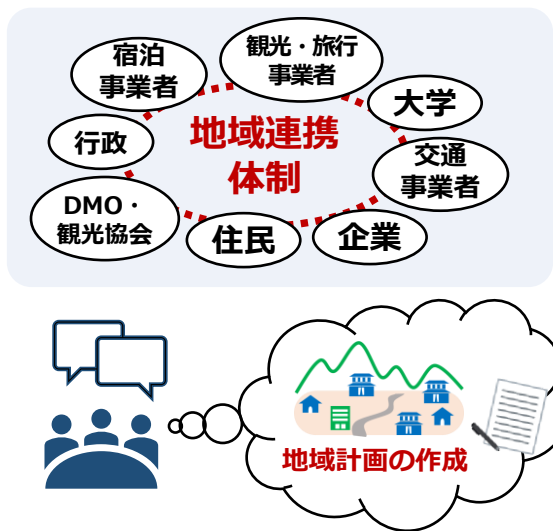 宿泊
事業者
観光・旅行
事業者
大学
行政
地域連携
体制
交通
事業者
DMO・
観光協会
住民
企業
地域計画の作成